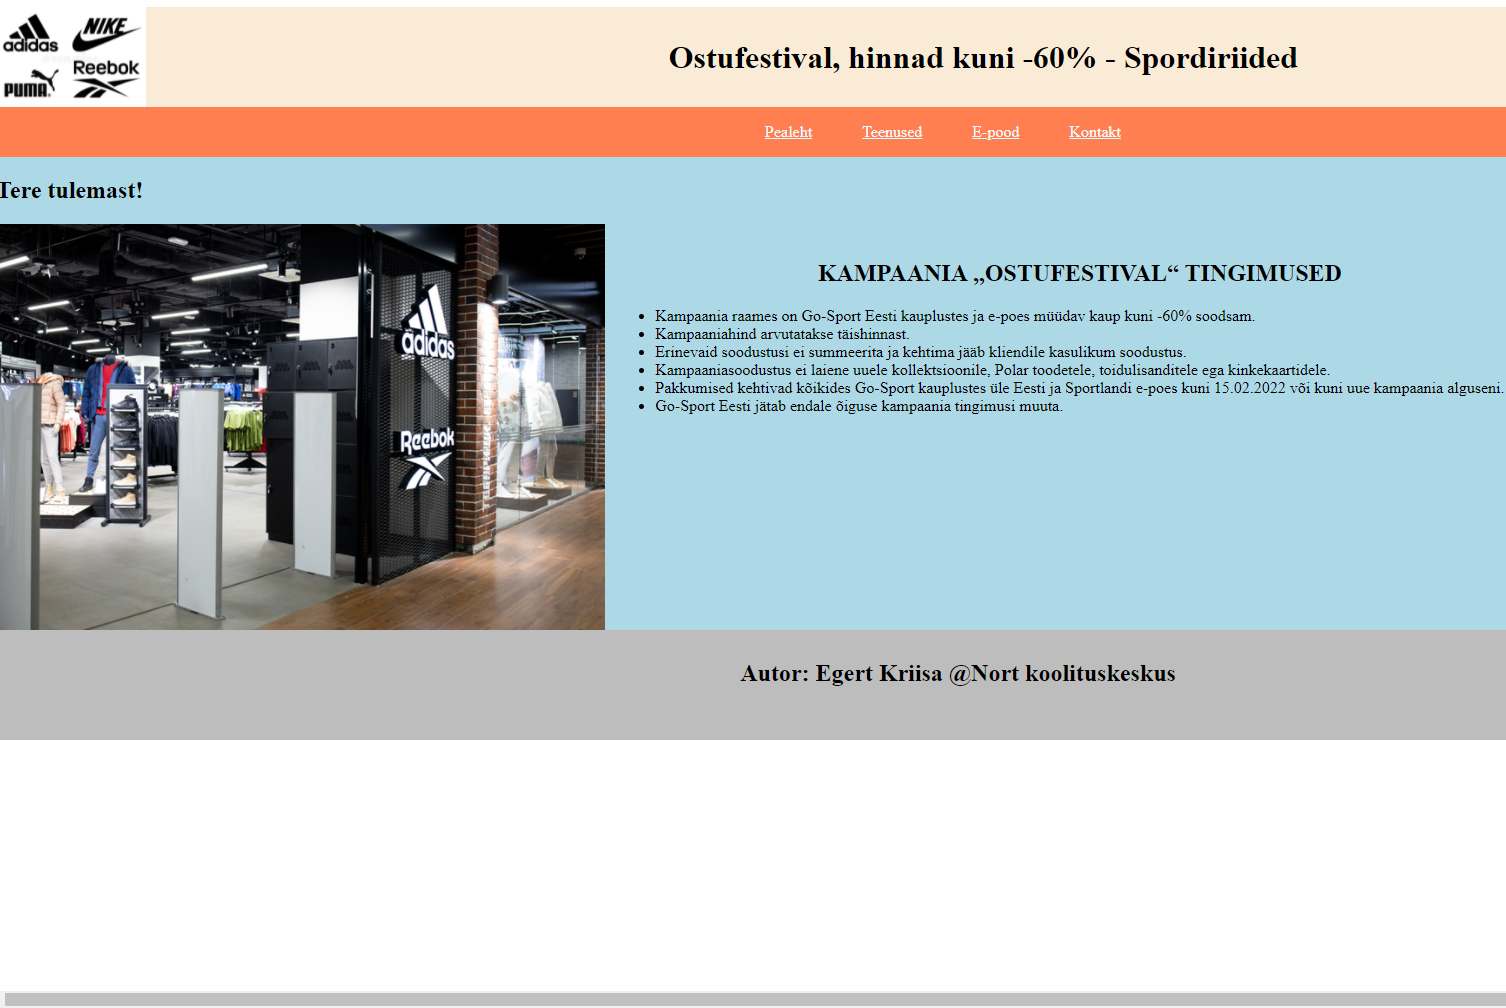 adidas
NIKE
PUMA
Reebok
Ostufestival, hinnad kuni -60% - Spordiriided
Pealeht Teenused E-pood Kontakt
Tere tulemast!
adidas
Reebok
KAMPAANIA „OSTUFESTIVAL“ TINGIMUSED
Kampaania raames on Go-Sport Eesti kauplustes ja e-poes müüdav kaup kuni -60% soodsam.
Kampaaniahind arvutatakse täishinnast.
Erinevaid soodustusi ei summeerita ja kehtima jääb kliendile kasulikum soodustus.
Kampaaniasoodustus ei laiene uuele kollektsioonile, Polar toodetele, toidulisanditele ega kinkekaartidele.
Pakkumised kehtivad kõikides Go-Sport kauplustes üle Eesti ja Sportlandi e-poes kuni 15.02.2022 või kuni uue kampaania alguseni.
Go-Sport Eesti jätab endale õiguse kampaania tingimusi muuta.
Autor: Egert Kriisa @Nort koolituskeskus